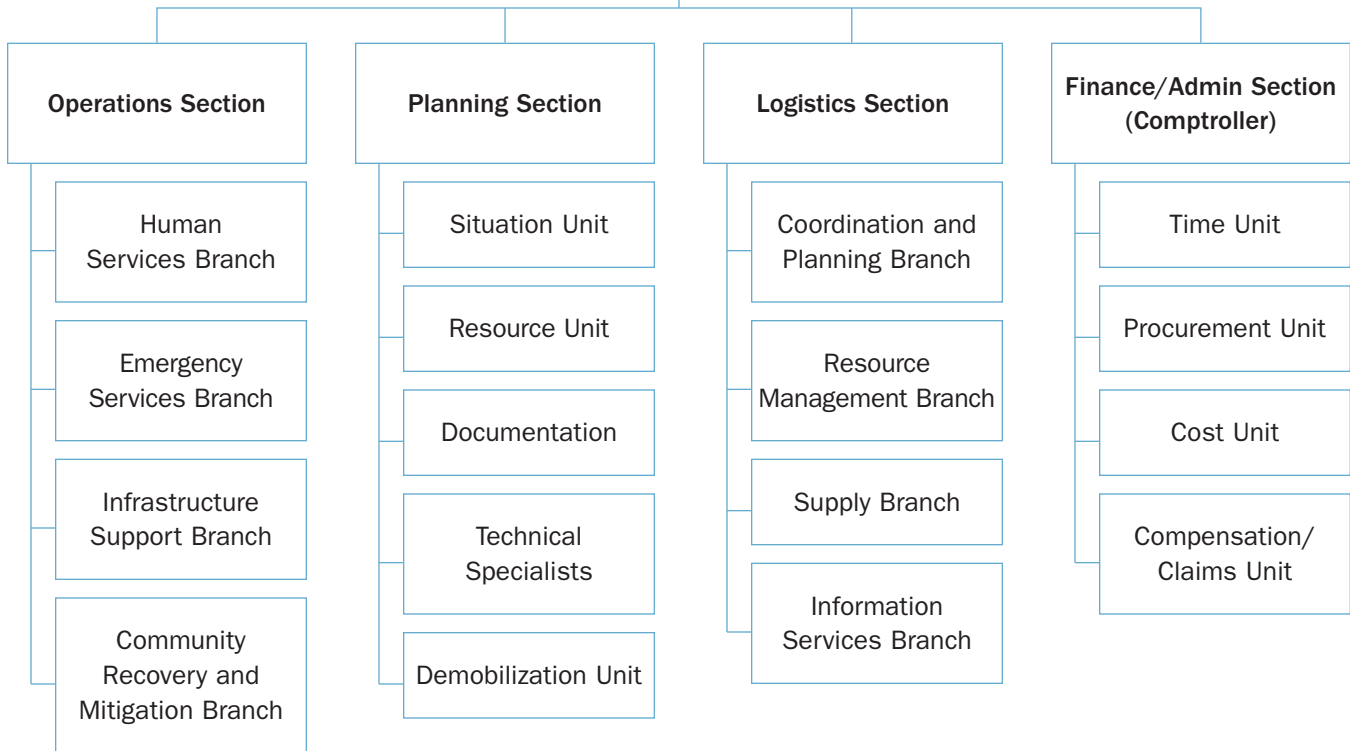 Operations Section
Human
Services Branch
Emergency
Services Branch
Infrastructure
Support Branch
Community
Recovery and
Mitigation Branch
Planning Section
Situation Unit
Resource Unit
Documentation
Technical
Specialists
Demobilization Unit
Logistics Section
Coordination and
Planning Branch
Resource
Management Branch
Supply Branch
Information
Services Branch
Finance/Admin Section
(Comptroller)
Time Unit
Procurement Unit
Cost Unit
Compensation/
Claims Unit